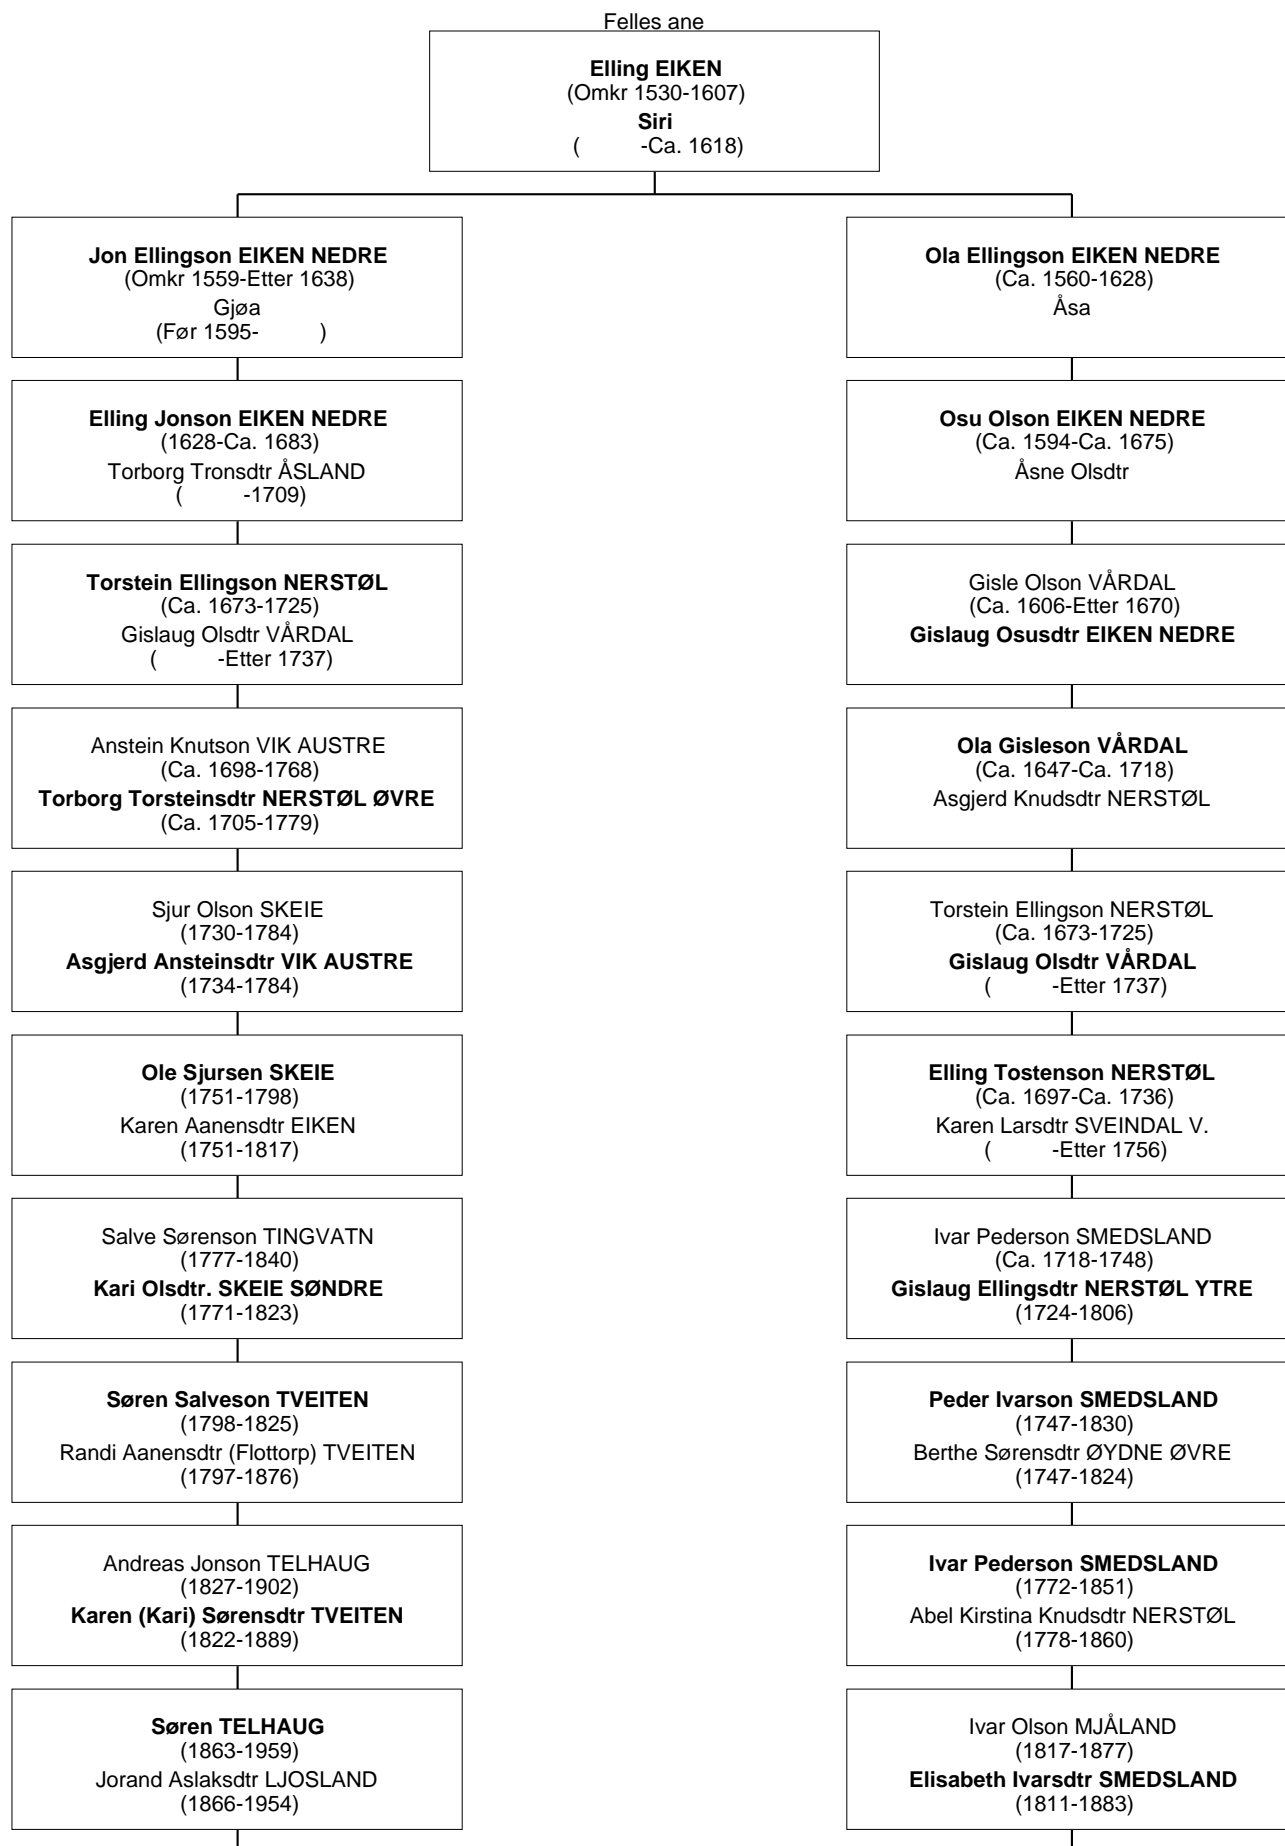 Felles ane
Elling EIKEN
(Omkr 1530-1607)
Siri
( -Ca. 1618)
Jon Ellingson EIKEN NEDRE
(Omkr 1559-Etter 1638)
Gjøa
(Før 1595- )
Elling Jonson EIKEN NEDRE
(1628-Ca. 1683)
Torborg Tronsdtr ÅSLAND
( -1709)
Torstein Ellingson NERSTØL
(Ca. 1673-1725)
Gislaug Olsdtr VÅRDAL
( -Etter 1737)
Anstein Knutson VIK AUSTRE
(Ca. 1698-1768)
Torborg Torsteinsdtr NERSTØL ØVRE
(Ca. 1705-1779)
Sjur Olson SKEIE
(1730-1784)
Asgjerd Ansteinsdtr VIK AUSTRE
(1734-1784)
Ole Sjursen SKEIE
(1751-1798)
Karen Aanensdtr EIKEN
(1751-1817)
Salve Sørenson TINGVATN
(1777-1840)
Kari Olsdtr. SKEIE SØNDRE
(1771-1823)
Søren Salveson TVEITEN
(1798-1825)
Randi Aanensdtr (Flottorp) TVEITEN
(1797-1876)
Andreas Jonson TELHAUG
(1827-1902)
Karen (Kari) Sørensdtr TVEITEN
(1822-1889)
Søren TELHAUG
(1863-1959)
Jorand Aslaksdtr LJOSLAND
(1866-1954)
Ola Ellingson EIKEN NEDRE
(Ca. 1560-1628)
Åsa
Osu Olson EIKEN NEDRE
(Ca. 1594-Ca. 1675)
Åsne Olsdtr
Gisle Olson VÅRDAL
(Ca. 1606-Etter 1670)
Gislaug Osusdtr EIKEN NEDRE
Ola Gisleson VÅRDAL
(Ca. 1647-Ca. 1718)
Asgjerd Knudsdtr NERSTØL
Torstein Ellingson NERSTØL
(Ca. 1673-1725)
Gislaug Olsdtr VÅRDAL
( -Etter 1737)
Elling Tostenson NERSTØL
(Ca. 1697-Ca. 1736)
Karen Larsdtr SVEINDAL V.
( -Etter 1756)
Ivar Pederson SMEDSLAND
(Ca. 1718-1748)
Gislaug Ellingsdtr NERSTØL YTRE
(1724-1806)
Peder Ivarson SMEDSLAND
(1747-1830)
Berthe Sørensdtr ØYDNE ØVRE
(1747-1824)
Ivar Pederson SMEDSLAND
(1772-1851)
Abel Kirstina Knudsdtr NERSTØL
(1778-1860)
Ivar Olson MJÅLAND
(1817-1877)
Elisabeth Ivarsdtr SMEDSLAND
(1811-1883)